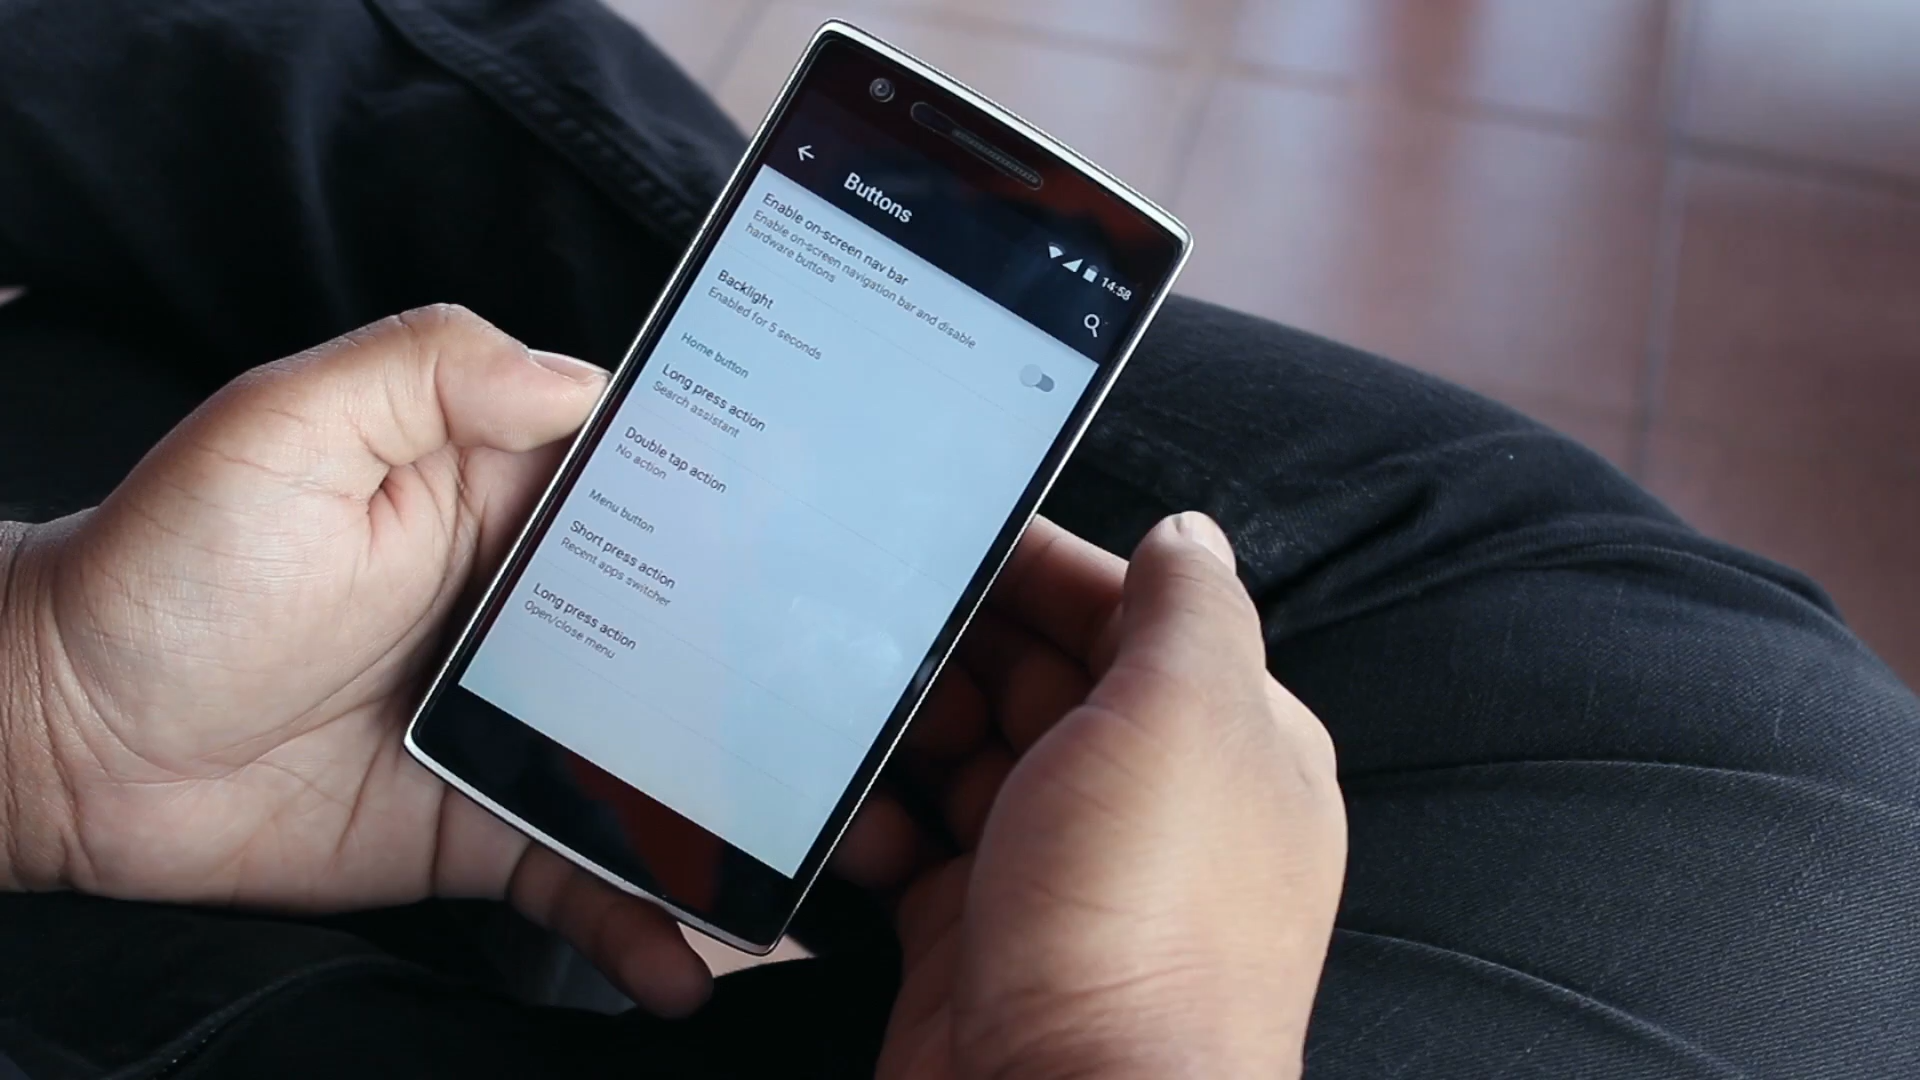 14:58
Buttons
Enable on-screen nav bar
Enable on-screen navigation bar and disable
hardware buttons
Backlight
Enabled for 5 seconds
Home button
Long press action
Search assistant
Double tap action
No action
Menu button
Short press action
Recent apps switcher
Long press action
Open/close menu